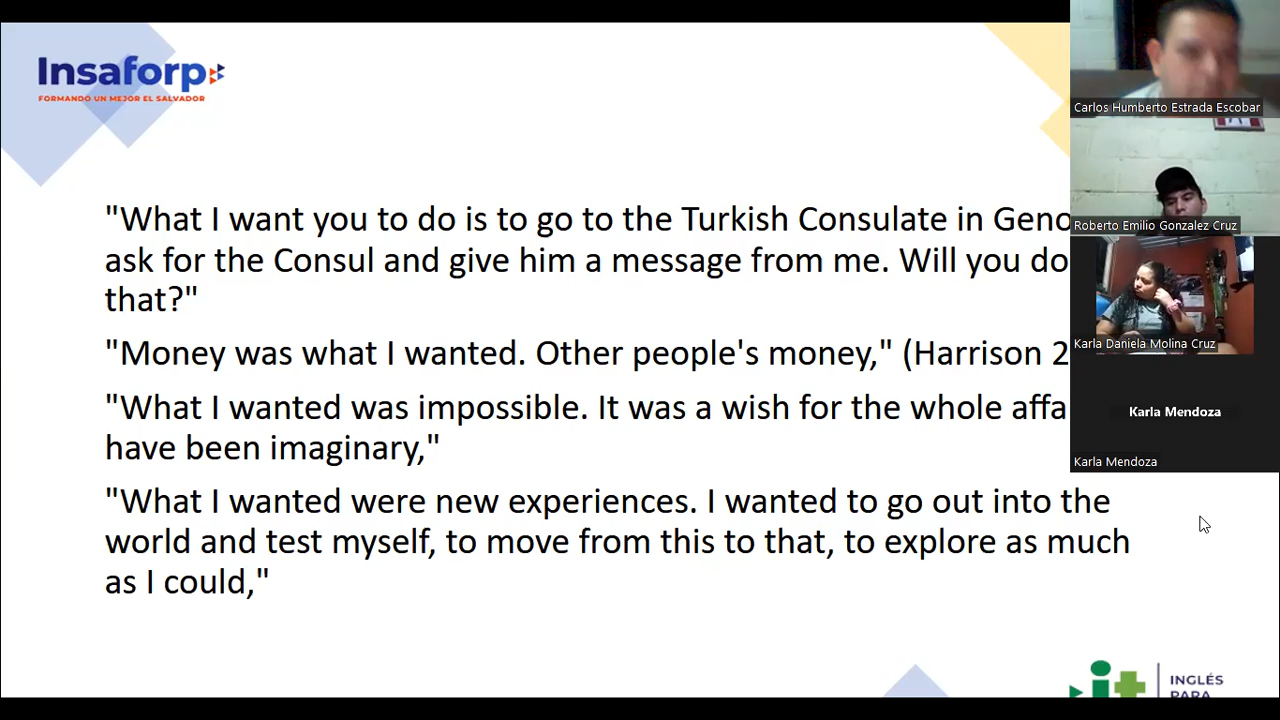 Insaforp
FORMANDO UN MEJOR EL SALVADOR
"What I want you to do is to go to the Turkish Consulate in
ask for the Consul and give him a message from me. Will you do
that?"
"Money was what I wanted. Other people's money," (Harrison
"What I wanted was impossible. It was a wish for the whole
have been imaginary,"
"What I wanted were new experiences. I wanted to go out into the
world and test myself, to move from this to that, to explore as much
as I could,"
Carlos Humberto Estrada Escobar
Roberto Emilio Gonzalez Cruz
Karla Daniela Molina Cruz
Karla Mendoza
Karla Mendoza
it+
INGLÉS
PARA